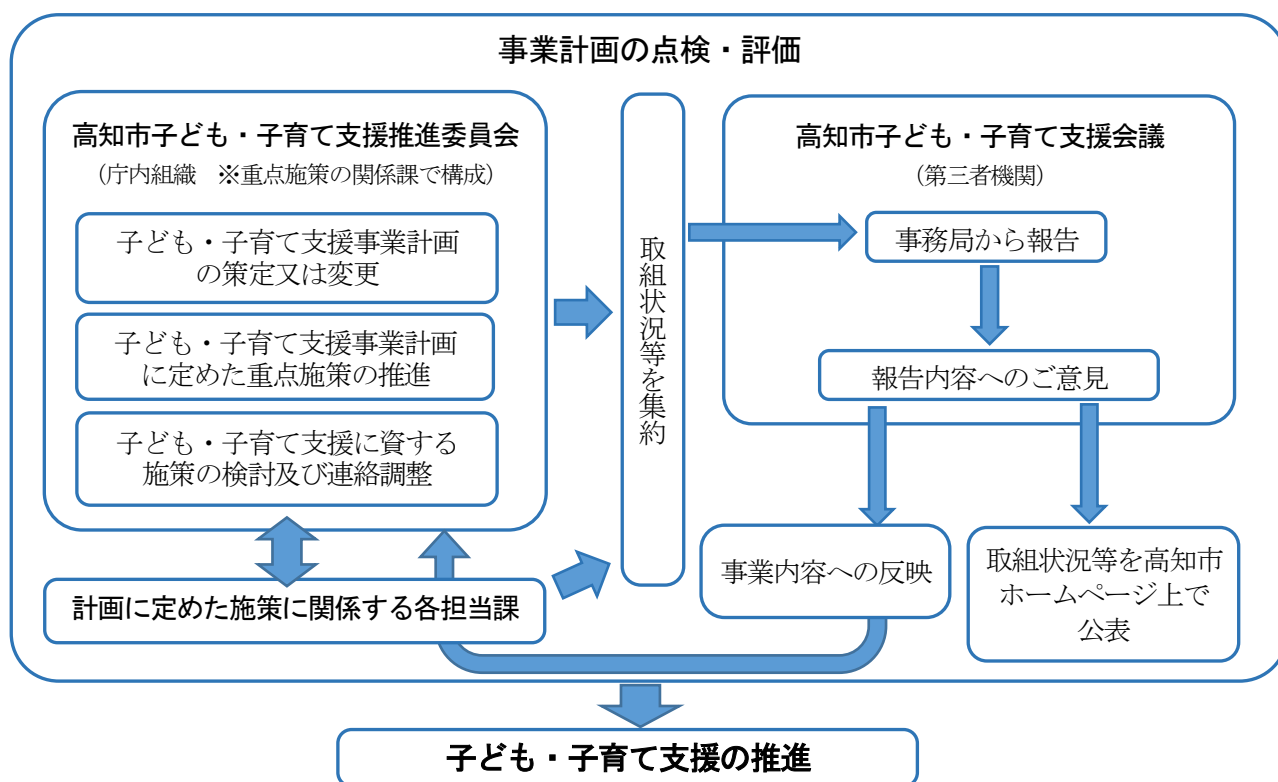 事業計画の点検・評価
高知市子ども・子育て支援推進委員会
(庁内組織　※重点施策の関係課で構成)
子ども・子育て支援事業計画
の策定又は変更
子ども・子育て支援事業計画
に定めた重点施策の推進
子ども・子育て支援に資する
施策の検討及び連絡調整
計画に定めた施策に関係する各担当課
取組状況等を集約
高知市子ども・子育て支援会議
(第三者機関)
事務局から報告
報告内容へのご意見
事業内容への反映
取組状況等を高知市
ホームページ上で
公表
子ども・子育て支援の推進